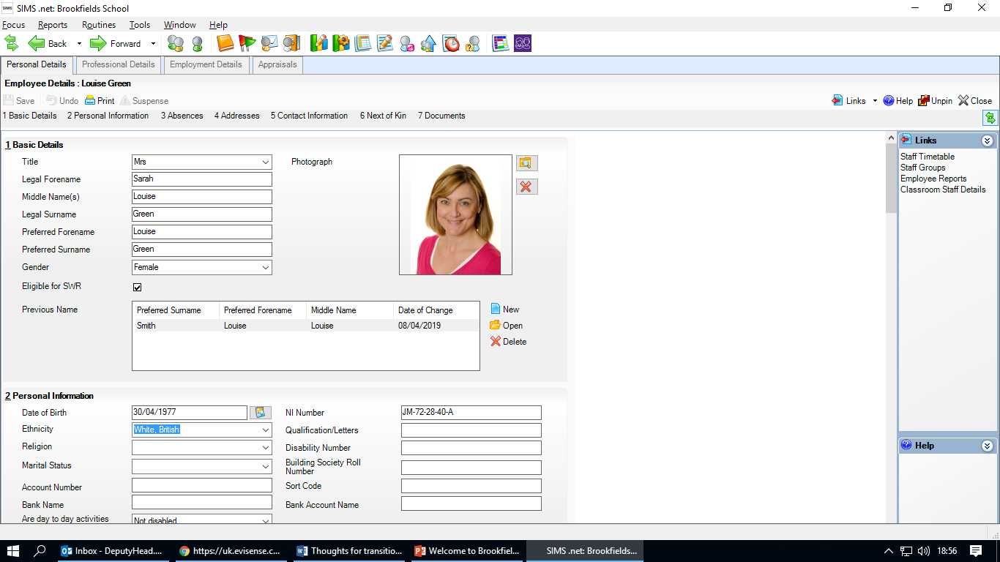 SIMS .net: Brookfields School
Focus Reports Routines Tools Window Help
Back Forward
Personal Details Professional Details Employment Details Appraisals
Employee Details : Louise Green
Save Undo Print Suspense Links Help Unpin Close
1 Basic Details 2 Personal Information 3 Absences 4 Addresses 5 Contact Information 6 Next of Kin 7 Documents
1 Basic Details
Title Mrs Photograph
Legal Forename Sarah
Middle Name(s) Louise
Legal Surname Green
Preferred Forename Louise
Preferred Surname Green
Gender Female
Eligible for SWR
Previous Name Preferred Surname Preferred Forename Middle Name Date of Change New
Smith Louise Louise 08/04/2019 Open
Delete
2 Personal Information
Date of Birth 30/04/1977 NI Number JM-72-28-40-A
Ethnicity White, British Qualification/Letters
Religion Disability Number
Marital Status Building Society Roll
Number
Account Number Sort Code
Bank Name Bank Account Name
Are day to day activities Not disabled
Links
Staff Timetable
Staff Groups
Employee Reports
Classroom Staff Details
Help
Inbox - DeputyHead.... https://uk.evisense.c... Thoughts for transitio... Welcome to Brookfiel... SIMS .net: Brookfields... 18:56